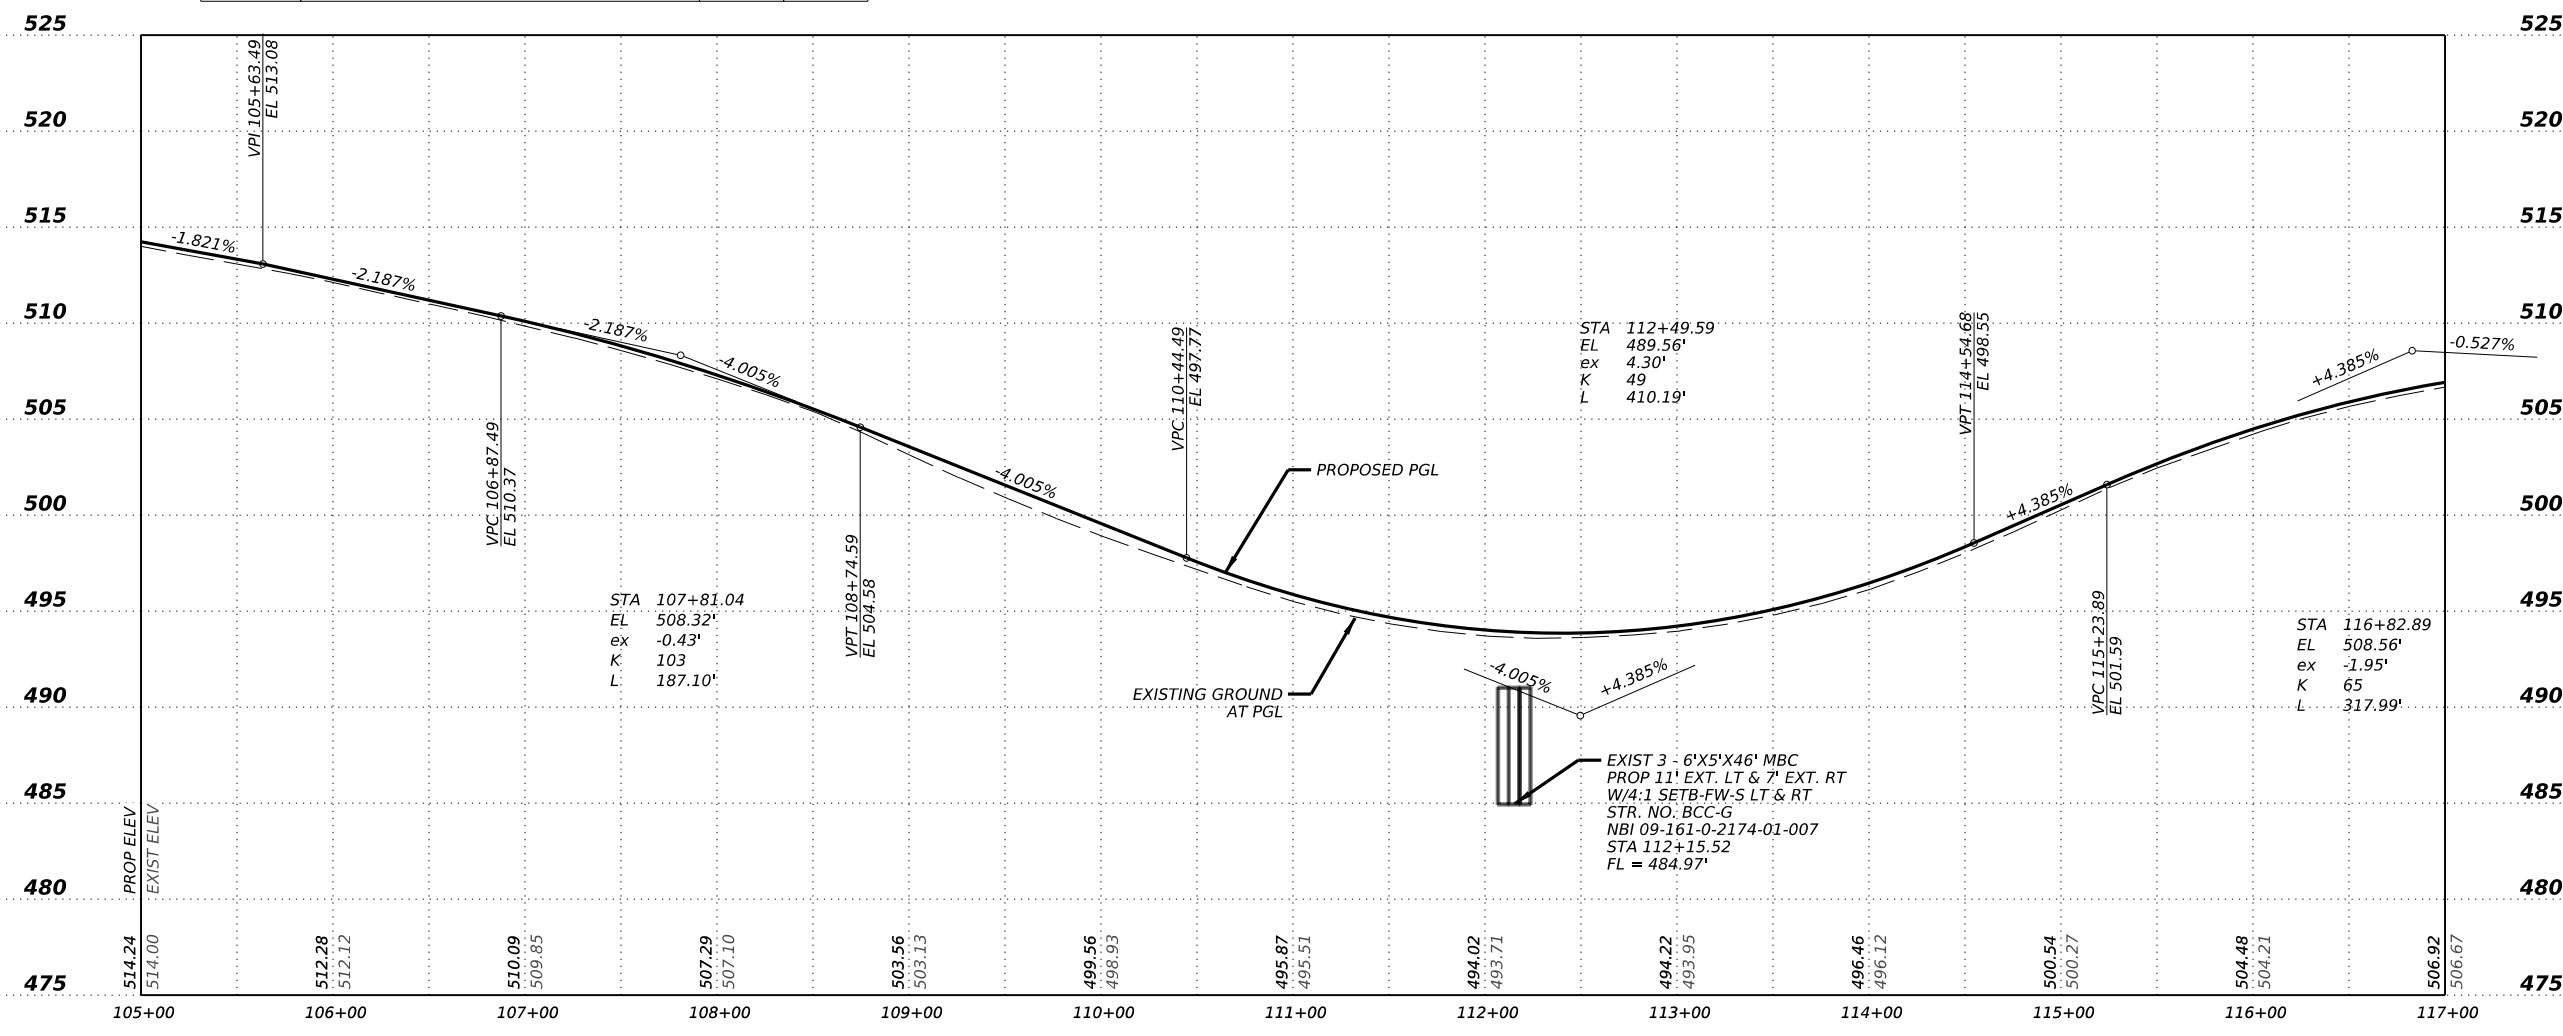 525
525
VPI 105+63.49
EL 513.08
520
520
515
515
-1.821%
-2.187%
510
510
-2.187%
-4.005%
VPC 106+87.49
EL 510.37
VPC 110+44.49
EL 497.77
STA 112+49.59
EL 489.56'
ex 4.30'
K 49
L 410.19'
VPT 114+54.68
EL 498.55
+4.385%
-0.527%
505
505
PROPOSED PGL
-4.005%
+4.385%
500
500
VPT 108+74.59
EL 504.58
STA 107+81.04
EL 508.32'
ex -0.43'
K 103
L 187.10'
495
495
VPC 115+23.89
EL 501.59
STA 116+82.89
EL 508.56'
ex -1.95'
K 65
L 317.99'
EXISTING GROUND
AT PGL
-4.005%
+4.385%
490
490
EXIST 3 - 6'X5'X46' MBC
PROP 11' EXT. LT & 7' EXT. RT
W/4:1 SETB-FW-S LT & RT
STR. NO. BCC-G
NBI 09-161-0-2174-01-007
STA 112+15.52
FL = 484.97'
485
485
PROP ELEV
EXIST ELEV
480
480
514.24
514.00
512.28
512.12
510.09
509.85
507.29
507.10
503.56
503.13
499.56
498.93
495.87
495.51
494.02
493.71
494.22
493.95
496.46
496.12
500.54
500.27
504.48
504.21
506.92
506.67
475
475
105+00 106+00 107+00 108+00 109+00 110+00 111+00 112+00 113+00 114+00 115+00 116+00 117+00